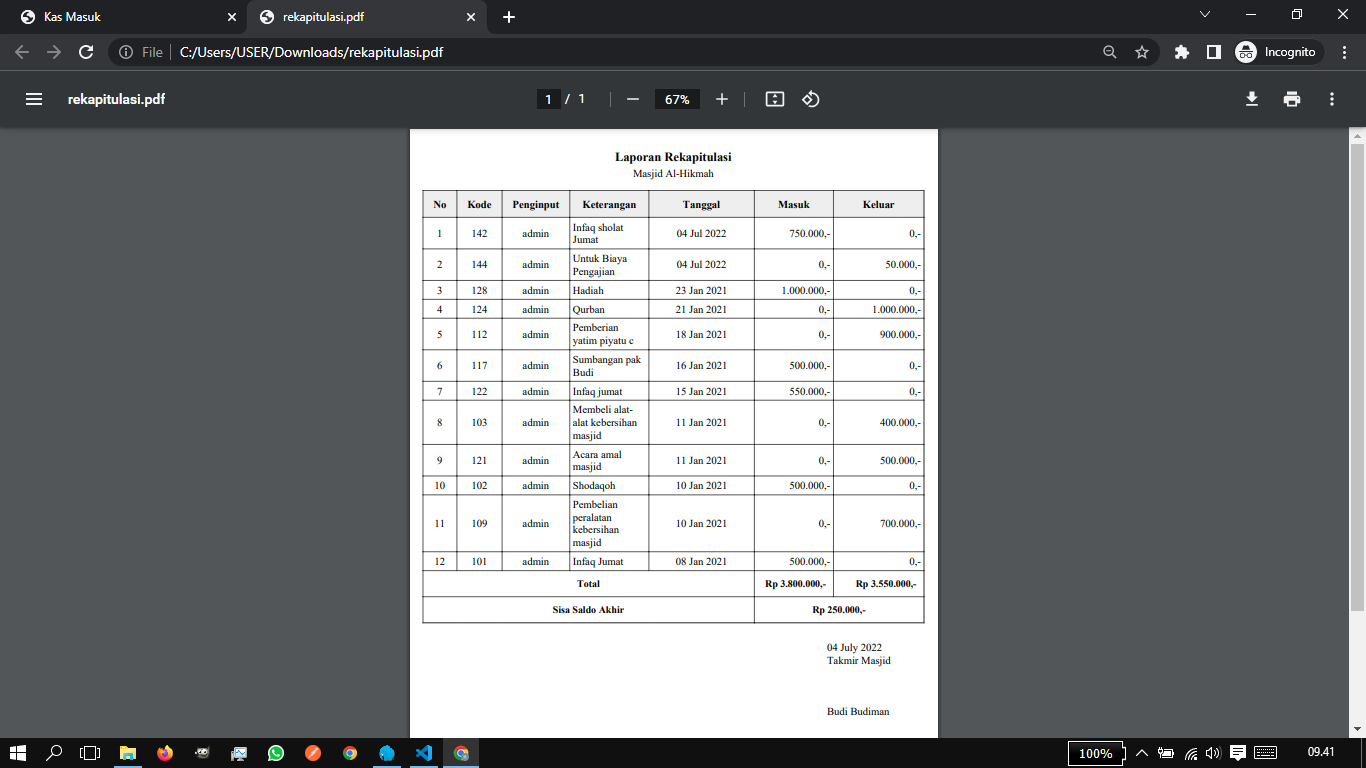 Kas Masuk
rekapitulasi.pdf
File
C:/Users/USER/Downloads/rekapitulasi.pdf
Incognito
rekapitulasi.pdf
1 / 1
67%
Laporan Rekapitulasi
Masjid Al-Hikmah
No Kode Penginput Keterangan Tanggal Masuk Keluar
1 142 admin Infaq sholat Jumat 04 Jul 2022 750.000,- 0,-
2 144 admin Untuk Biaya Pengajian 04 Jul 2022 0,- 50.000,-
3 128 admin Hadiah 23 Jan 2021 1.000.000,- 0,-
4 124 admin Qurban 21 Jan 2021 0,- 1.000.000,-
5 112 admin Pemberian yatim piyatu c 18 Jan 2021 0,- 900.000,-
6 117 admin Sumbangan pak Budi 16 Jan 2021 500.000,- 0,-
7 122 admin Infaq jumat 15 Jan 2021 550.000,- 0,-
8 103 admin Membeli alat-alat kebersihan masjid 11 Jan 2021 0,- 400.000,-
9 121 admin Acara amal masjid 11 Jan 2021 0,- 500.000,-
10 102 admin Shodaqoh 10 Jan 2021 500.000,- 0,-
11 109 admin Pembelian peralatan kebersihan masjid 10 Jan 2021 0,- 700.000,-
12 101 admin Infaq Jumat 08 Jan 2021 500.000,- 0,-
Total Rp 3.800.000,- Rp 3.550.000,-
Sisa Saldo Akhir Rp 250.000,-
04 July 2022
Takmir Masjid
Budi Budiman
100%
09.41